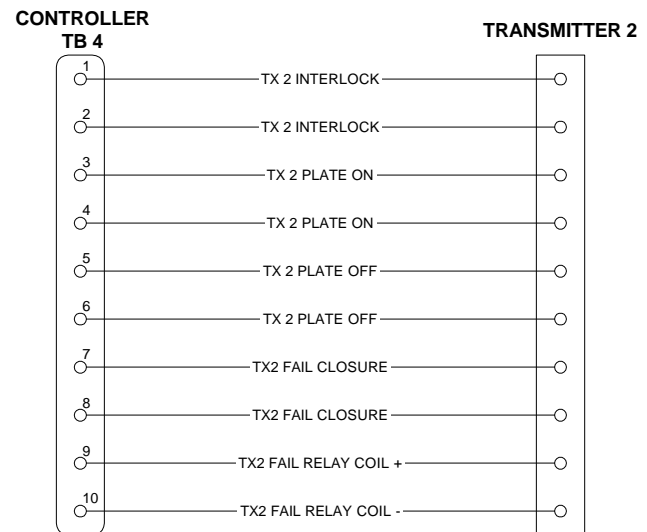 CONTROLLER
TB 4
TRANSMITTER 2
1 TX 2 INTERLOCK
2 TX 2 INTERLOCK
3 TX 2 PLATE ON
4 TX 2 PLATE ON
5 TX 2 PLATE OFF
6 TX 2 PLATE OFF
7 TX2 FAIL CLOSURE
8 TX2 FAIL CLOSURE
9 TX2 FAIL RELAY COIL +
10 TX2 FAIL RELAY COIL -